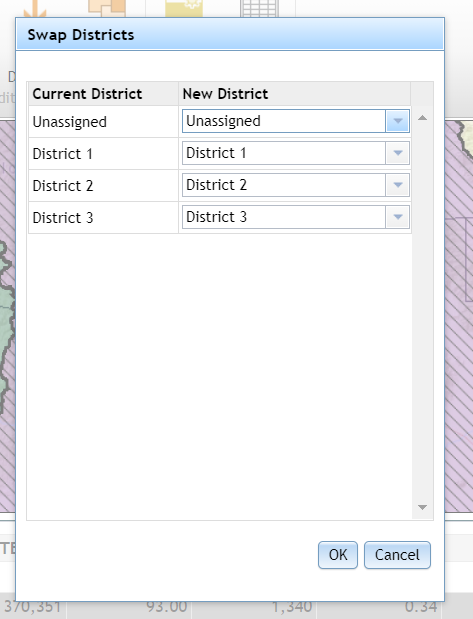 Swap Districts
Current District New District
Unassigned Unassigned
District 1 District 1
District 2 District 2
District 3 District 3
OK Cancel
370,351 93.00 1,340 0.34